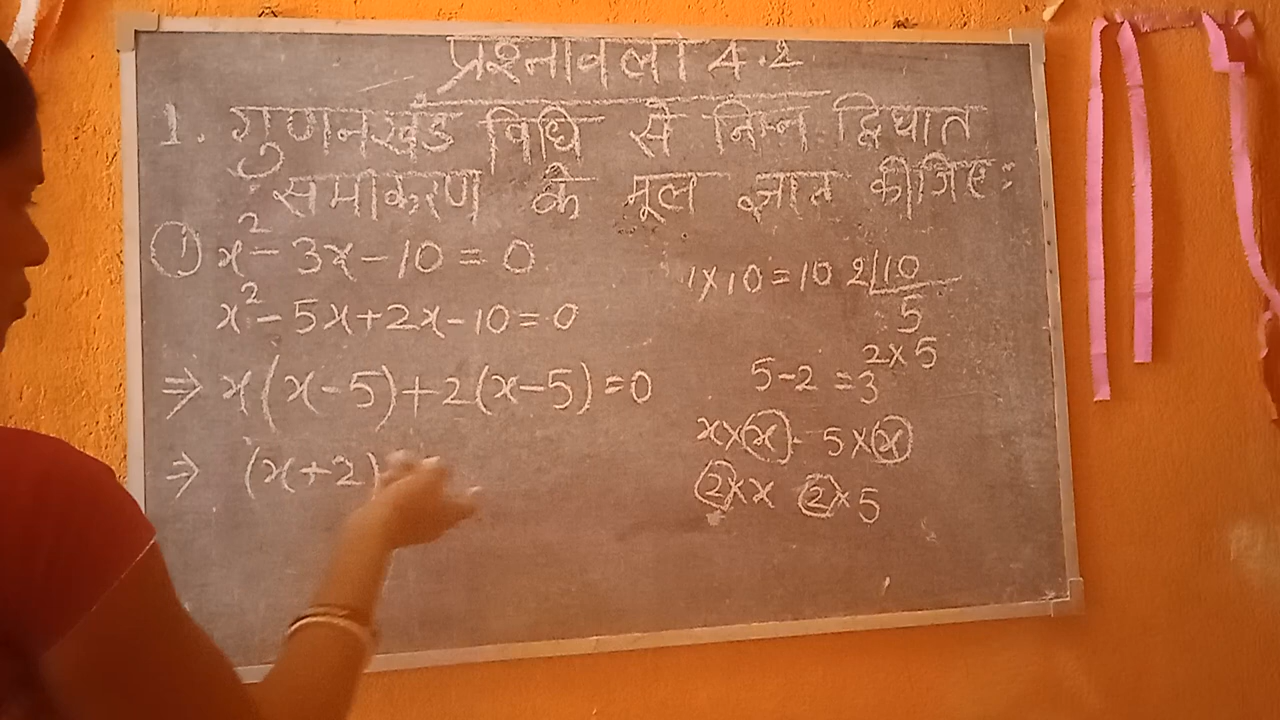 प्रश्नावली 4.2
1. गुणनखंड विधि से निम्न द्विघात
समीकरण के मूल ज्ञात कीजिए:
(i) x² - 3x - 10 = 0
x² - 5x + 2x - 10 = 0
⇒ x(x-5) + 2(x-5) = 0
⇒ (x+2)
1 × 10 = 10
2|10
5
2 × 5
5 - 2 = 3
x × x - 5 × x
2 × x 2 × 5